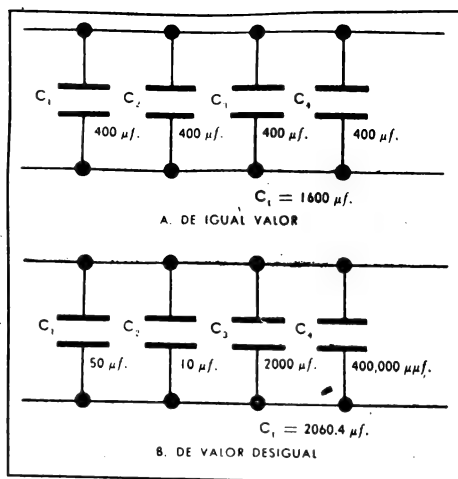 C₁ C₂ C₃ C₄
400 μf. 400 μf. 400 μf. 400 μf.
Cₜ = 1600 μf.
A. DE IGUAL VALOR
C₁ C₂ C₃ C₄
50 μf. 10 μf. 2000 μf. 400,000 μμf.
Cₜ = 2060.4 μf.
B. DE VALOR DESIGUAL